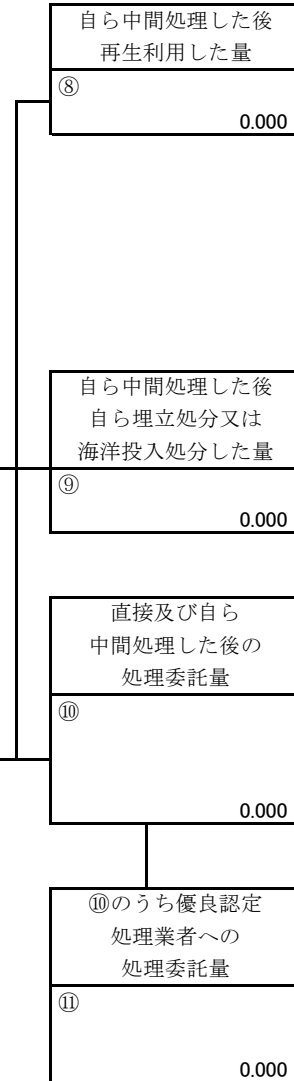 自ら中間処理した後
再生利用した量
⑧
0.000
自ら中間処理した後
自ら埋立処分又は
海洋投入処分した量
⑨
0.000
直接及び自ら
中間処理した後の
処理委託量
⑩
0.000
⑩のうち優良認定
処理業者への
処理委託量
⑪
0.000